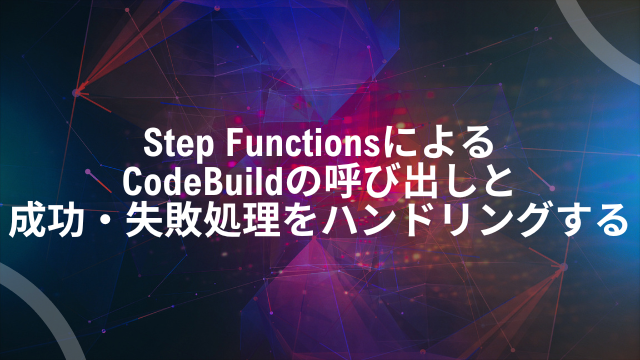 Step Functionsによる
CodeBuildの呼び出しと
成功・失敗処理をハンドリングする